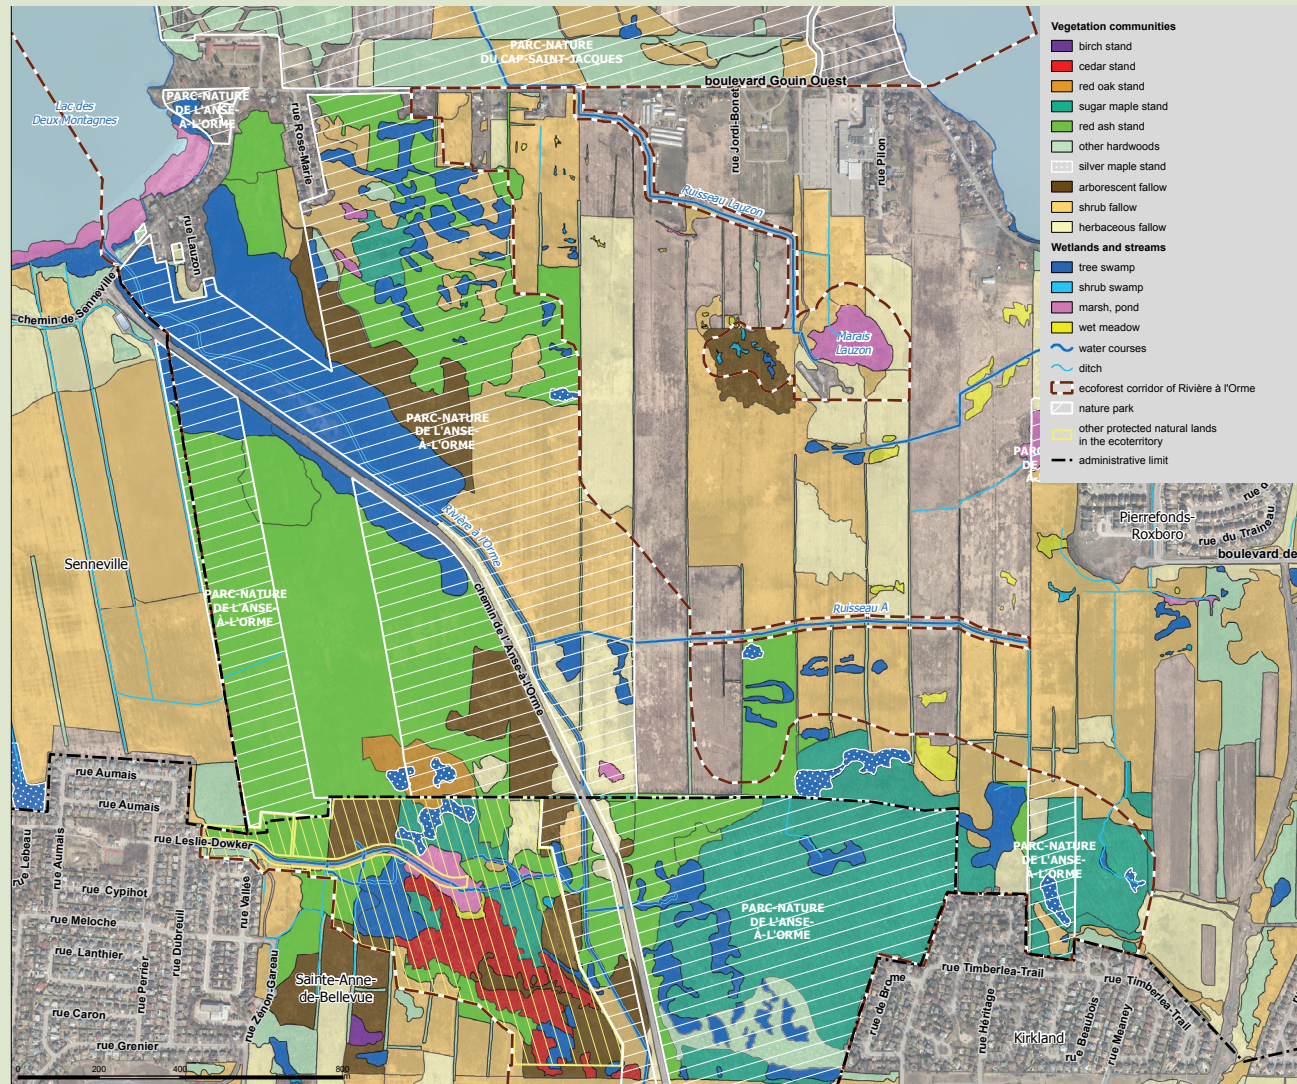 PARC-NATURE
DU CAP-SAINT-JACQUES
boulevard Gouin Ouest
Lac des
Deux Montagnes
PARC-NATURE
DE L'ANSE-
À-L'ORME
rue Rose-Marie
rue Jordi-Bonet
rue Pilon
Ruisseau Lauzon
rue Lauzon
chemin de Senneville
Marais
Lauzon
PARC-NATURE
DE L'ANSE-
À-L'ORME
Rivière à l'Orme
Senneville
PARC-NATURE
DE L'ANSE-
À-L'ORME
chemin de l'Anse-à-l'Orme
Ruisseau A
Pierrefonds-
Roxboro
rue du Traineau
boulevard de
rue Aumais
rue Aumais
rue Leslie-Dowker
rue Lebeau
rue Aumais
rue Cypihot
rue Vallée
rue Meloche
rue Dubreuil
rue Lanthier
rue Perrier
rue Zénon-Gareau
rue Caron
rue Grenier
Sainte-Anne-
de-Bellevue
PARC-NATURE
DE L'ANSE-
À-L'ORME
PARC-NATURE
DE L'ANSE-
À-L'ORME
rue de Brome
rue Timberlea-Trail
rue Timberlea-Trail
rue Héritage
rue Beaubois
rue Meaney
Kirkland
0 200 400 800
m
Vegetation communities
birch stand
cedar stand
red oak stand
sugar maple stand
red ash stand
other hardwoods
silver maple stand
arborescent fallow
shrub fallow
herbaceous fallow
Wetlands and streams
tree swamp
shrub swamp
marsh, pond
wet meadow
water courses
ditch
ecoforest corridor of Rivière à l'Orme
nature park
other protected natural lands
in the ecoterritory
administrative limit